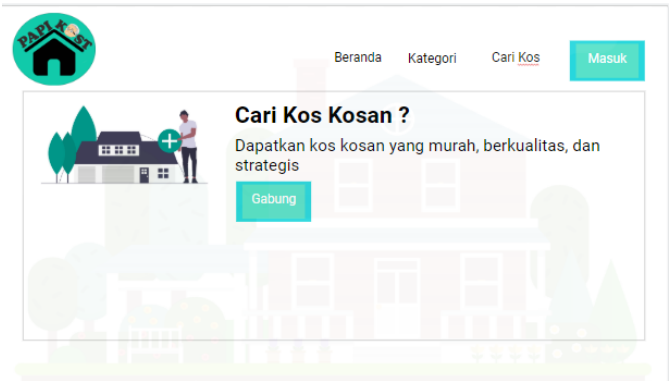 PAPI KOST
Beranda Kategori Cari Kos Masuk
Cari Kos Kosan ?
Dapatkan kos kosan yang murah, berkualitas, dan
strategis
Gabung